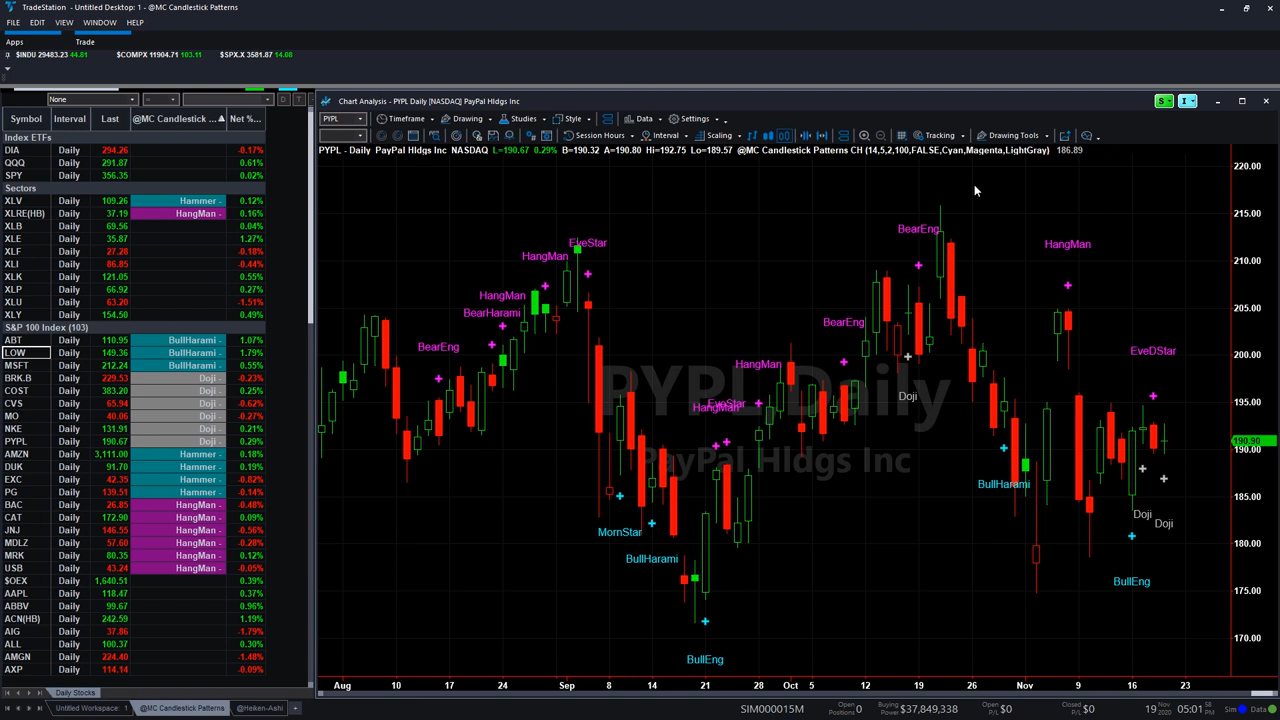 TradeStation - Untitled Desktop: 1 - @MC Candlestick Patterns
FILE EDIT VIEW WINDOW HELP
Apps Trade
$INDU 29483.23 44.81 $COMPX 11904.71 103.11 $SPX.X 3581.87 14.08
None = D T
Symbol Interval Last @MC Candlestick ... Net %...
Index ETFs
DIA Daily 294.26 -0.17%
QQQ Daily 291.87 0.61%
SPY Daily 356.35 0.02%
Sectors
XLV Daily 109.26 Hammer - 0.12%
XLRE(HB) Daily 37.19 HangMan - 0.16%
XLB Daily 69.56 0.04%
XLE Daily 35.87 1.27%
XLF Daily 27.28 -0.18%
XLI Daily 86.85 -0.44%
XLK Daily 121.05 0.55%
XLP Daily 66.92 0.27%
XLU Daily 63.20 -1.51%
XLY Daily 154.50 0.49%
S&P 100 Index (103)
ABT Daily 110.95 BullHarami - 1.07%
LOW Daily 149.36 BullHarami - 1.79%
MSFT Daily 212.24 BullHarami - 0.55%
BRK.B Daily 229.53 Doji - -0.23%
COST Daily 383.20 Doji - 0.25%
CVS Daily 65.94 Doji - -0.62%
MO Daily 40.06 Doji - -0.27%
NKE Daily 131.91 Doji - 0.21%
PYPL Daily 190.67 Doji - 0.29%
AMZN Daily 3,111.00 Hammer - 0.18%
DUK Daily 91.70 Hammer - 0.19%
EXC Daily 42.35 Hammer - -0.82%
PG Daily 139.51 Hammer - -0.14%
BAC Daily 26.85 HangMan - -0.48%
CAT Daily 172.90 HangMan - 0.09%
JNJ Daily 146.55 HangMan - -0.56%
MDLZ Daily 57.60 HangMan - -0.28%
MRK Daily 80.35 HangMan - 0.12%
USB Daily 43.24 HangMan - -0.05%
$OEX Daily 1,640.51 0.39%
AAPL Daily 118.47 0.37%
ABBV Daily 99.67 0.96%
ACN(HB) Daily 242.59 1.19%
AIG Daily 37.86 -1.79%
ALL Daily 100.37 0.30%
AMGN Daily 224.40 -1.48%
AXP Daily 114.14 -0.09%
Daily Stocks
Chart Analysis - PYPL Daily [NASDAQ] PayPal Hldgs Inc
S I
PYPL Timeframe Drawing Studies Style Data Settings
Session Hours Interval Scaling Tracking Drawing Tools
PYPL - Daily PayPal Hldgs Inc NASDAQ L=190.67 0.29% B=190.32 A=190.80 Hi=192.75 Lo=189.57 @MC Candlestick Patterns CH (14,5,2,100,FALSE,Cyan,Magenta,LightGray) 186.89
220.00
215.00
BearEng
EveStar
HangMan
HangMan
210.00
HangMan
HangMan
205.00
BearHarami
BearEng
BearEng
200.00
EveDStar
HangMan
195.00
Doji
EveStar
HangMan
PYPL Daily
190.90
190.00
PayPal Hldgs Inc
185.00
BullHarami
Doji
Doji
MornStar
180.00
BullHarami
BullEng
175.00
170.00
BullEng
Aug 10 17 24 Sep 8 14 21 28 Oct 5 12 19 26 Nov 9 16 23
Untitled Workspace: 1 @MC Candlestick Patterns @Heiken-Ashi +
SIM000015M Open Positions 0 Buying Power $37,849,338 Open P/L $0 Closed P/L $0 19 Nov 2020 05:01 58 PM Sim Data